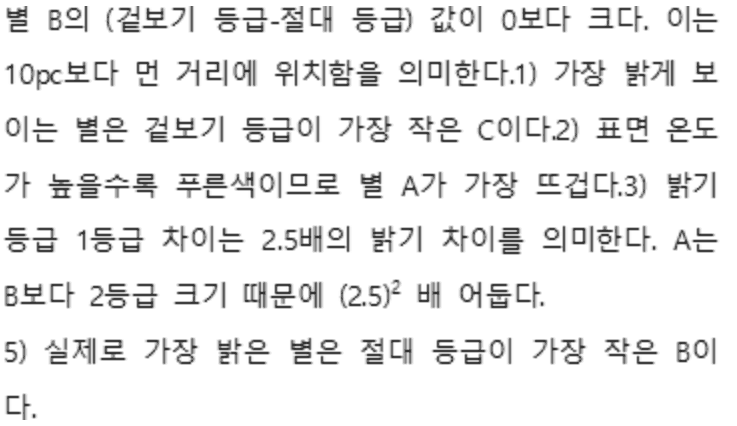 별 B의 (겉보기 등급-절대 등급) 값이 0보다 크다. 이는
10pc보다 먼 거리에 위치함을 의미한다.1) 가장 밝게 보
이는 별은 겉보기 등급이 가장 작은 C이다.2) 표면 온도
가 높을수록 푸른색이므로 별 A가 가장 뜨겁다.3) 밝기
등급 1등급 차이는 2.5배의 밝기 차이를 의미한다. A는
B보다 2등급 크기 때문에 (2.5)² 배 어둡다.
5) 실제로 가장 밝은 별은 절대 등급이 가장 작은 B이
다.